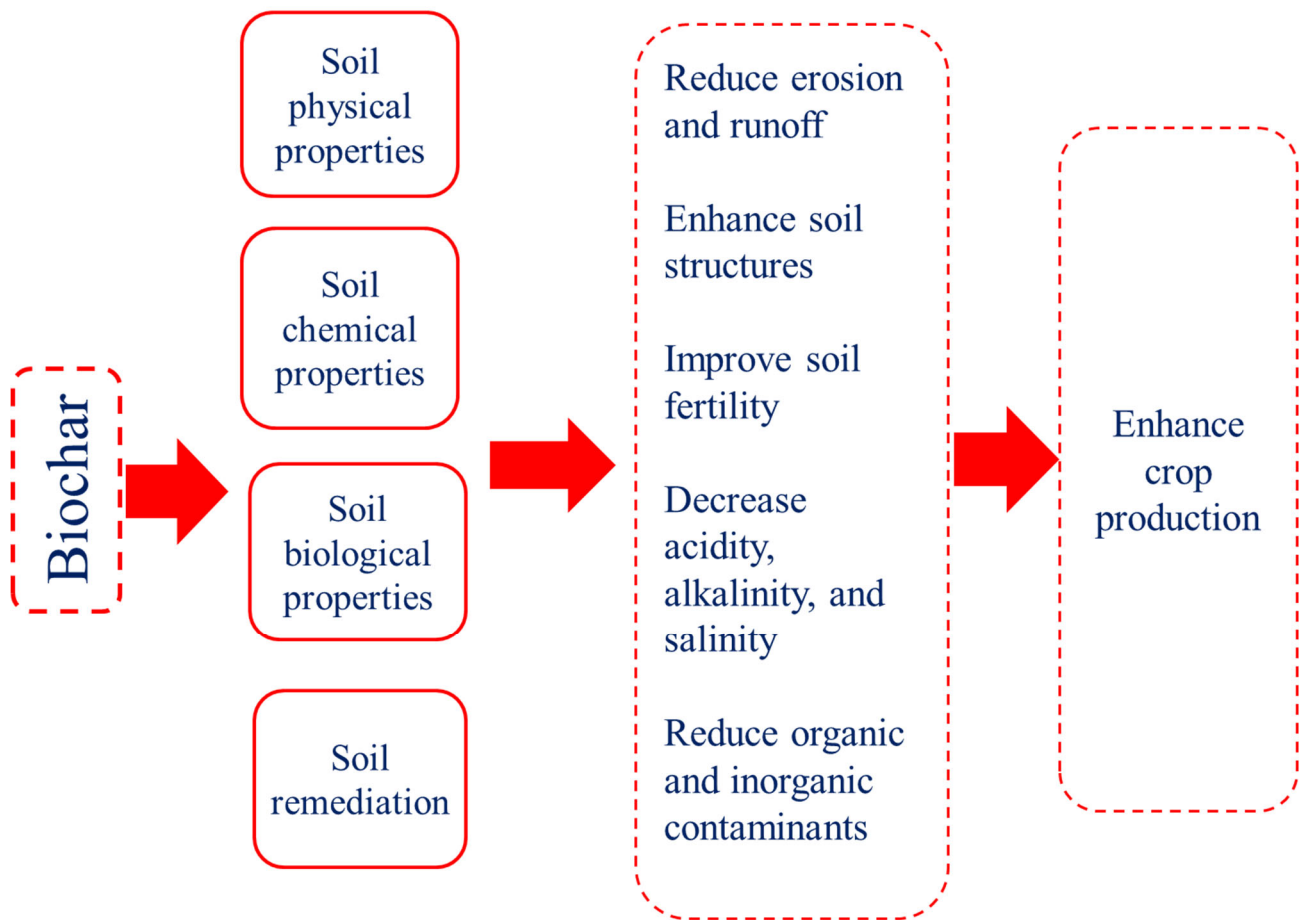 Biochar
Soil
physical
properties
Soil
chemical
properties
Soil
biological
properties
Soil
remediation
Reduce erosion
and runoff
Enhance soil
structures
Improve soil
fertility
Decrease
acidity,
alkalinity, and
salinity
Reduce organic
and inorganic
contaminants
Enhance
crop
production